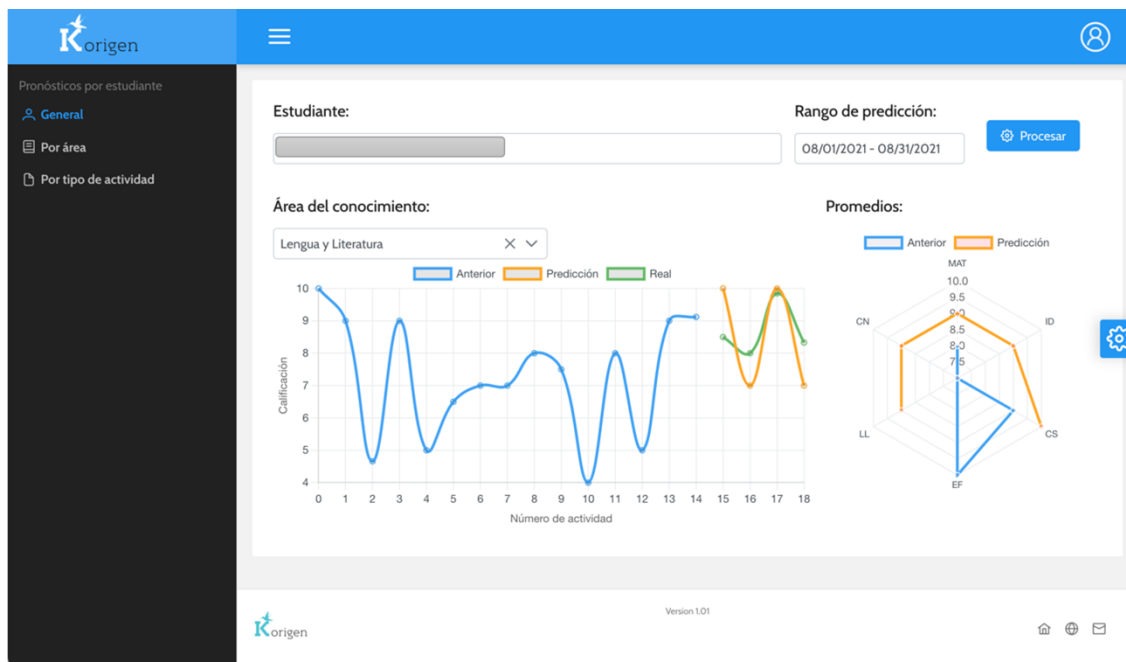 Korigen
Pronósticos por estudiante
General
Por área
Por tipo de actividad
Estudiante:
Rango de predicción:
08/01/2021 - 08/31/2021
Procesar
Área del conocimiento:
Lengua y Literatura
Promedios:
Anterior Predicción Real
Calificación
10
9
8
7
6
5
4
0 1 2 3 4 5 6 7 8 9 10 11 12 13 14 15 16 17 18
Número de actividad
Anterior Predicción
MAT
10.0
9.5
9.0
8.5
8.0
7.5
CN
ID
LL
CS
EF
Version 1.01
Korigen